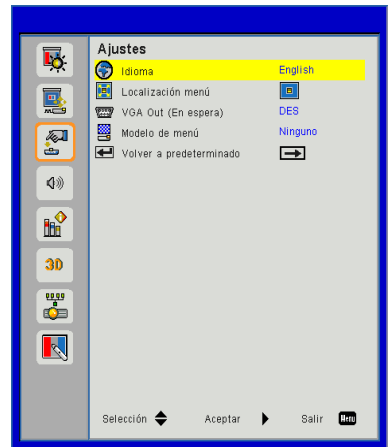 Ajustes
Idioma English
Localización menú
VGA Out (En espera) DES
Modelo de menú Ninguno
Volver a predeterminado
3D
Selección Aceptar Salir Menu